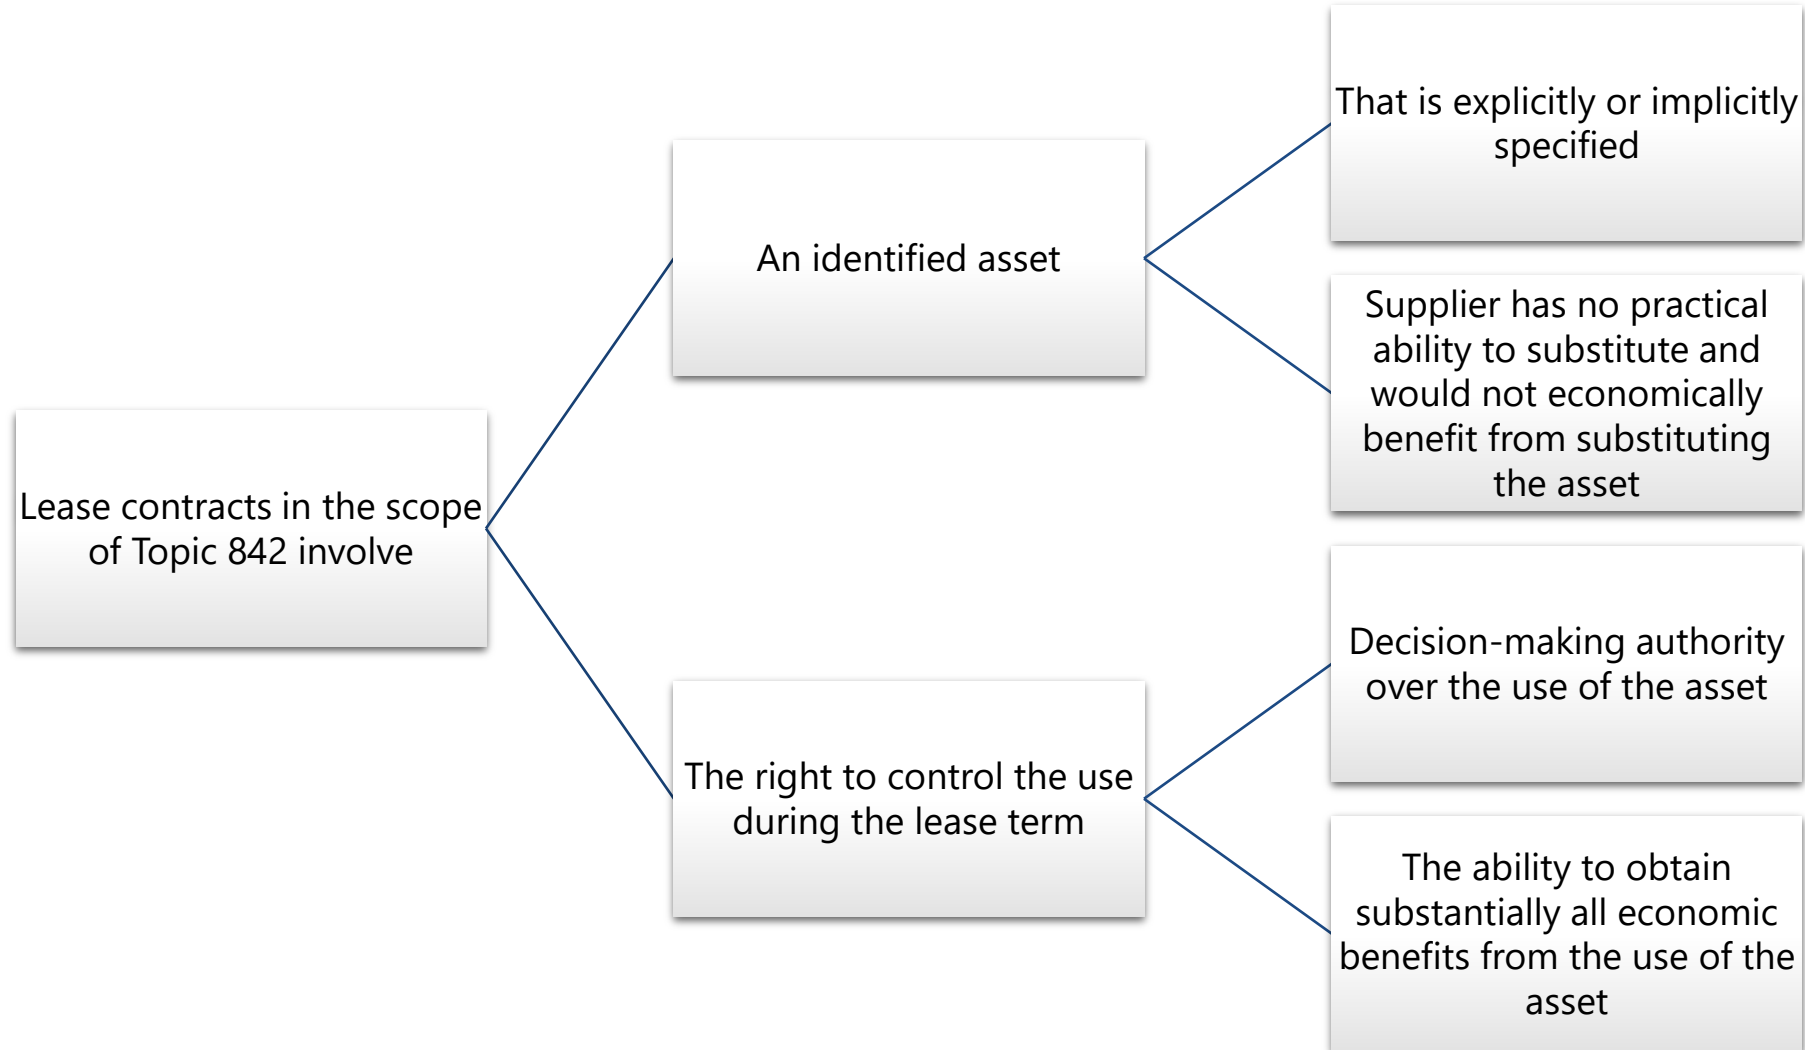 Lease contracts in the scope
of Topic 842 involve
An identified asset
That is explicitly or implicitly
specified
Supplier has no practical
ability to substitute and
would not economically
benefit from substituting
the asset
The right to control the use
during the lease term
Decision-making authority
over the use of the asset
The ability to obtain
substantially all economic
benefits from the use of the
asset